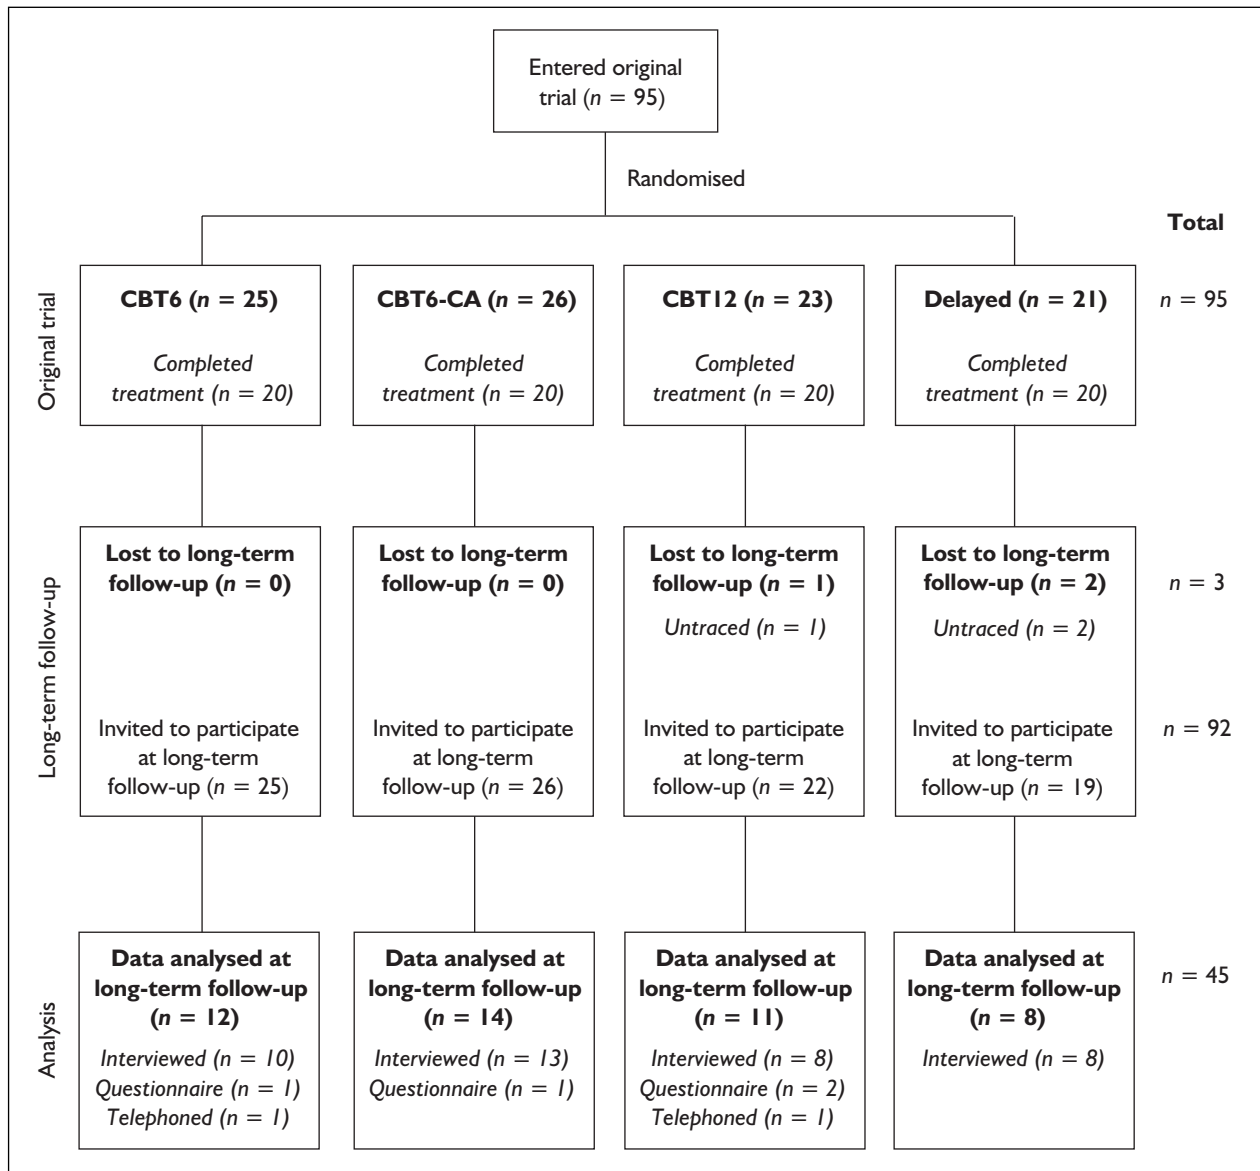 Entered original
trial (n = 95)
Randomised
Total
Original trial
CBT6 (n = 25)
Completed
treatment (n = 20)
CBT6-CA (n = 26)
Completed
treatment (n = 20)
CBT12 (n = 23)
Completed
treatment (n = 20)
Delayed (n = 21)
Completed
treatment (n = 20)
n = 95
Long-term follow-up
Lost to long-term
follow-up (n = 0)
Invited to participate
at long-term
follow-up (n = 25)
Lost to long-term
follow-up (n = 0)
Invited to participate
at long-term
follow-up (n = 26)
Lost to long-term
follow-up (n = 1)
Untraced (n = 1)
Invited to participate
at long-term
follow-up (n = 22)
Lost to long-term
follow-up (n = 2)
Untraced (n = 2)
Invited to participate
at long-term
follow-up (n = 19)
n = 3
n = 92
Analysis
Data analysed at
long-term follow-up
(n = 12)
Interviewed (n = 10)
Questionnaire (n = 1)
Telephoned (n = 1)
Data analysed at
long-term follow-up
(n = 14)
Interviewed (n = 13)
Questionnaire (n = 1)
Data analysed at
long-term follow-up
(n = 11)
Interviewed (n = 8)
Questionnaire (n = 2)
Telephoned (n = 1)
Data analysed at
long-term follow-up
(n = 8)
Interviewed (n = 8)
n = 45